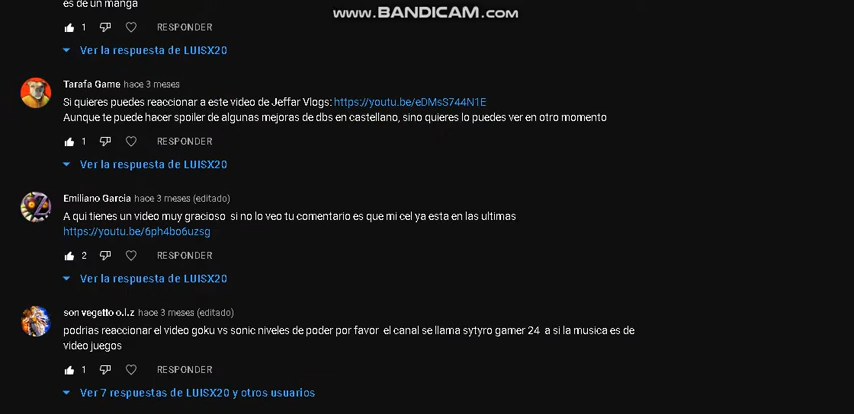 www.BANDICAM.com
es de un manga
1 RESPONDER
Ver la respuesta de LUISX20
Tarafa Game hace 3 meses
Si quieres puedes reaccionar a este video de Jeffar Vlogs: https://youtu.be/eDMsS744N1E
Aunque te puede hacer spoiler de algunas mejoras de dbs en castellano, sino quieres lo puedes ver en otro momento
1 RESPONDER
Ver la respuesta de LUISX20
Emiliano Garcia hace 3 meses (editado)
A qui tienes un video muy gracioso si no lo veo tu comentario es que mi cel ya esta en las ultimas
https://youtu.be/6ph4bo6uzsg
2 RESPONDER
Ver la respuesta de LUISX20
son vegetto o.l.z hace 3 meses (editado)
podrias reaccionar el video goku vs sonic niveles de poder por favor el canal se llama sytyro gamer 24 a si la musica es de
video juegos
1 RESPONDER
Ver 7 respuestas de LUISX20 y otros usuarios